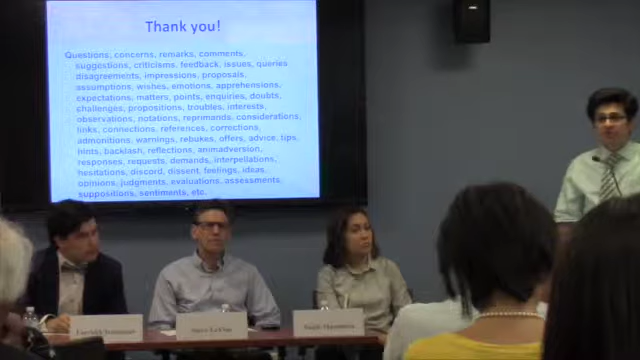 Thank you!
Questions, concerns, remarks, comments,
suggestions, criticisms, feedback, issues, queries
disagreements, impressions, proposals,
assumptions, wishes, emotions, apprehensions,
expectations, matters, points, enquiries, doubts,
challenges, propositions, troubles, interests,
observations, notations, reprimands, considerations,
links, connections, references, corrections,
admonitions, warnings, rebukes, offers, advice, tips,
hints, backlash, reflections, animadversion,
responses, requests, demands, interpellations,
hesitations, discord, dissent, feelings, ideas,
opinions, judgments, evaluations, assessments,
suppositions, sentiments, etc.